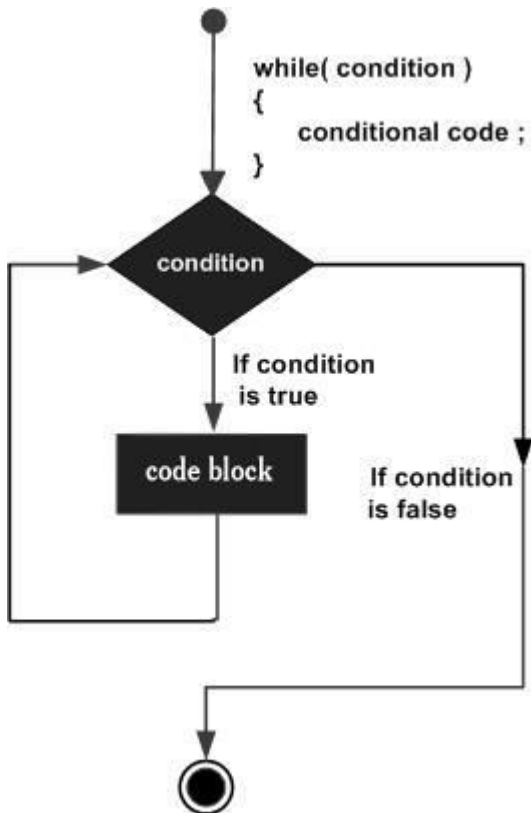 while( condition )
{
conditional code ;
}
condition
If condition
is true
code block
If condition
is false